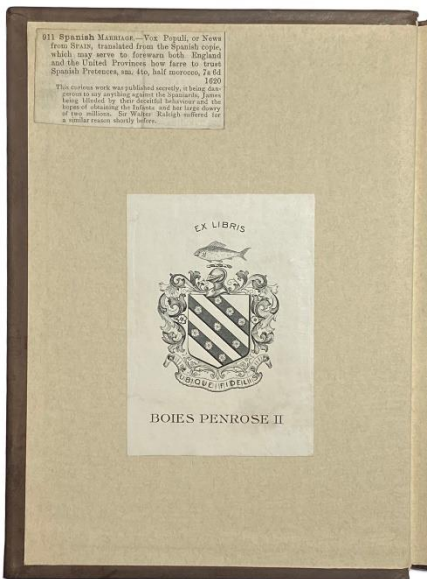 911 Spanish MARRIAGE.—Vox Populi, or News
from SPAIN, translated from the Spanish copie,
which may serve to forewarn both England
and the United Provinces how farre to trust
Spanish Pretences, sm. 4to, half morocco, 7s 6d
1620
This curious work was published secretly, it being dan-
gerous to say anything against the Spaniards, James
being blinded by their deceitful behaviour and the
hopes of obtaining the Infanta and her large dowry
of two millions. Sir Walter Raleigh suffered for
a similar reason shortly before.
EX LIBRIS
UBIQUE FIDELIS
BOIES PENROSE II